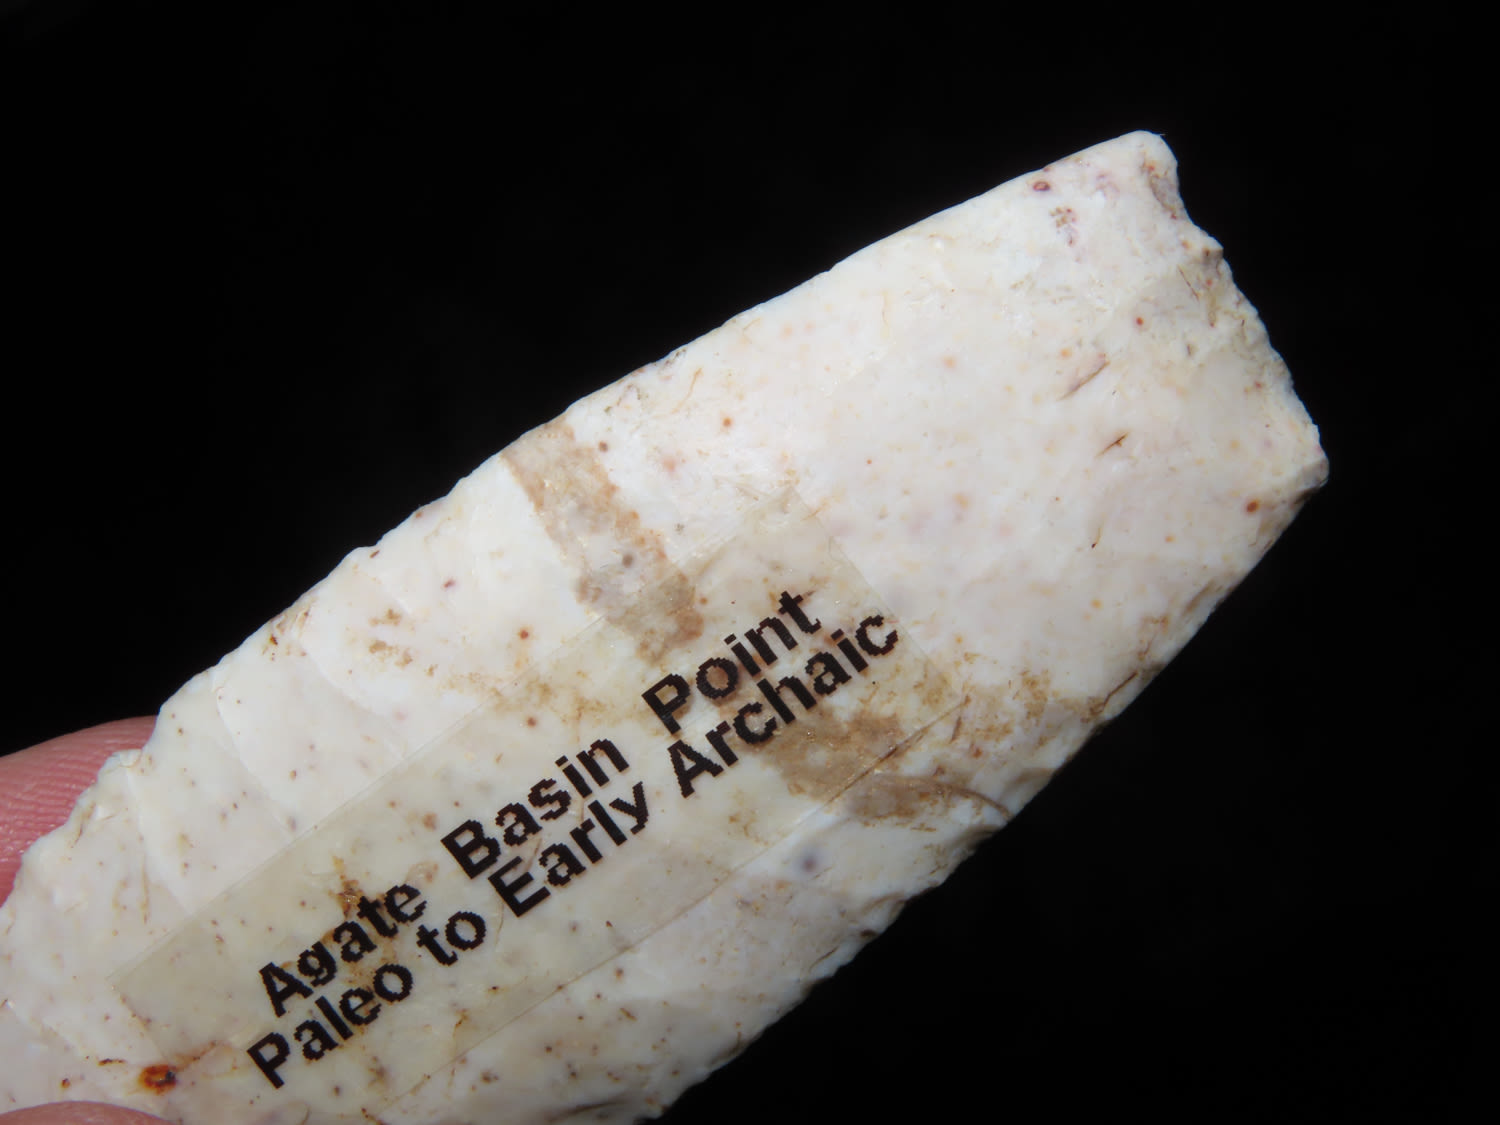 Agate Basin Point
Paleo to Early Archaic